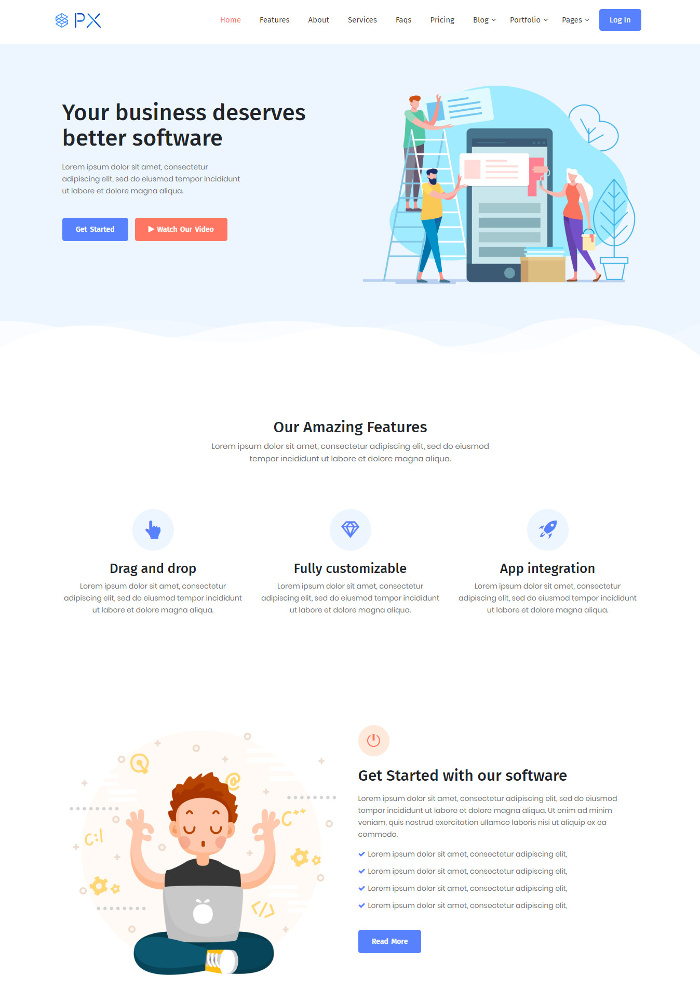 PX
Home Features About Services Faqs Pricing Blog Portfolio Pages Log In
Your business deserves
better software
Lorem ipsum dolor sit amet, consectetur
adipiscing elit, sed do eiusmod tempor incididunt
ut labore et dolore magna aliqua.
Get Started Watch Our Video
Our Amazing Features
Lorem ipsum dolor sit amet, consectetur adipiscing elit, sed do eiusmod
tempor incididunt ut labore et dolore magna aliqua.
Drag and drop
Lorem ipsum dolor sit amet, consectetur
adipiscing elit, sed do eiusmod tempor incididunt
ut labore et dolore magna aliqua.
Fully customizable
Lorem ipsum dolor sit amet, consectetur
adipiscing elit, sed do eiusmod tempor incididunt
ut labore et dolore magna aliqua.
App integration
Lorem ipsum dolor sit amet, consectetur
adipiscing elit, sed do eiusmod tempor incididunt
ut labore et dolore magna aliqua.
@
C:/
C++
</>
Get Started with our software
Lorem ipsum dolor sit amet, consectetur adipiscing elit, sed do eiusmod
tempor incididunt ut labore et dolore magna aliqua. Ut enim ad minim
veniam, quis nostrud exercitation ullamco laboris nisi ut aliquip ex ea
commodo.
Lorem ipsum dolor sit amet, consectetur adipiscing elit,
Lorem ipsum dolor sit amet, consectetur adipiscing elit,
Lorem ipsum dolor sit amet, consectetur adipiscing elit,
Lorem ipsum dolor sit amet, consectetur adipiscing elit,
Read More